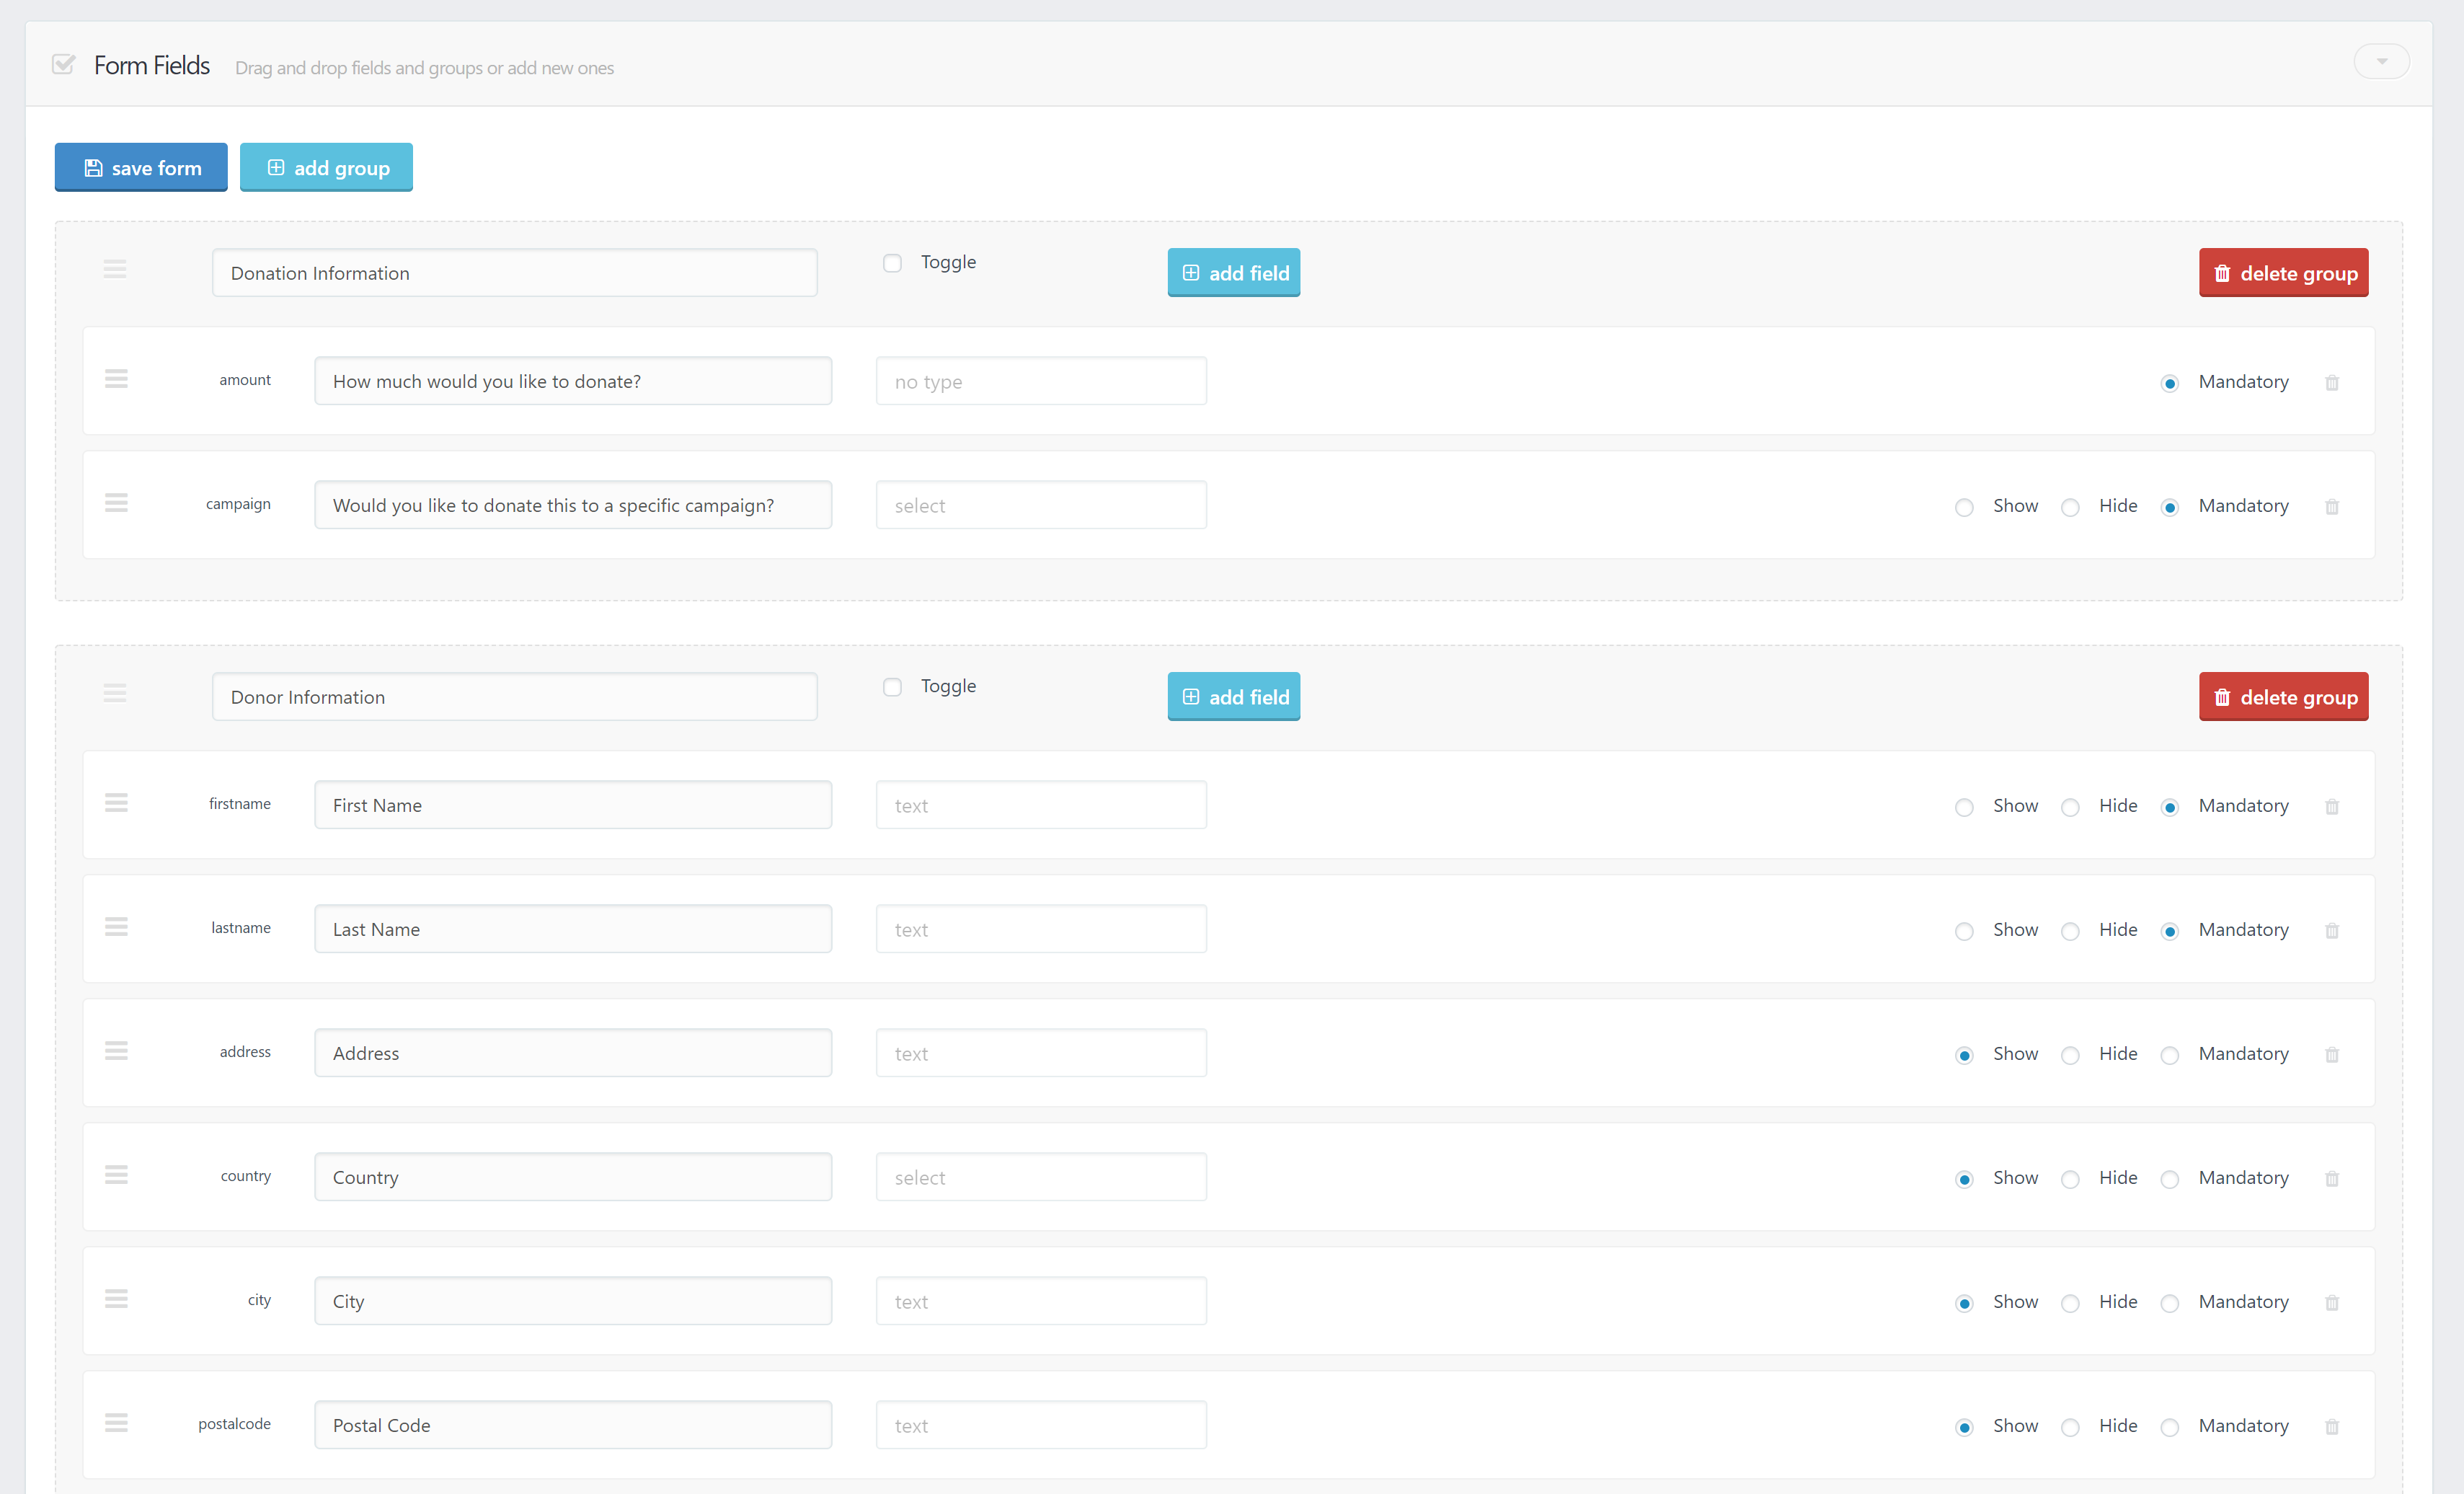 Form Fields Drag and drop fields and groups or add new ones
save form add group
Donation Information Toggle add field delete group
amount How much would you like to donate? no type Mandatory
campaign Would you like to donate this to a specific campaign? select Show Hide Mandatory
Donor Information Toggle add field delete group
firstname First Name text Show Hide Mandatory
lastname Last Name text Show Hide Mandatory
address Address text Show Hide Mandatory
country Country select Show Hide Mandatory
city City text Show Hide Mandatory
postalcode Postal Code text Show Hide Mandatory